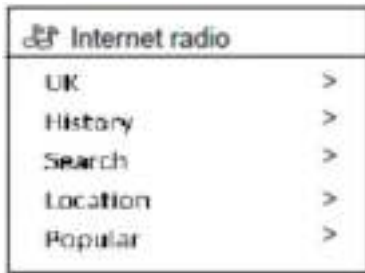 Internet radio
UK >
History >
Search >
Location >
Popular >